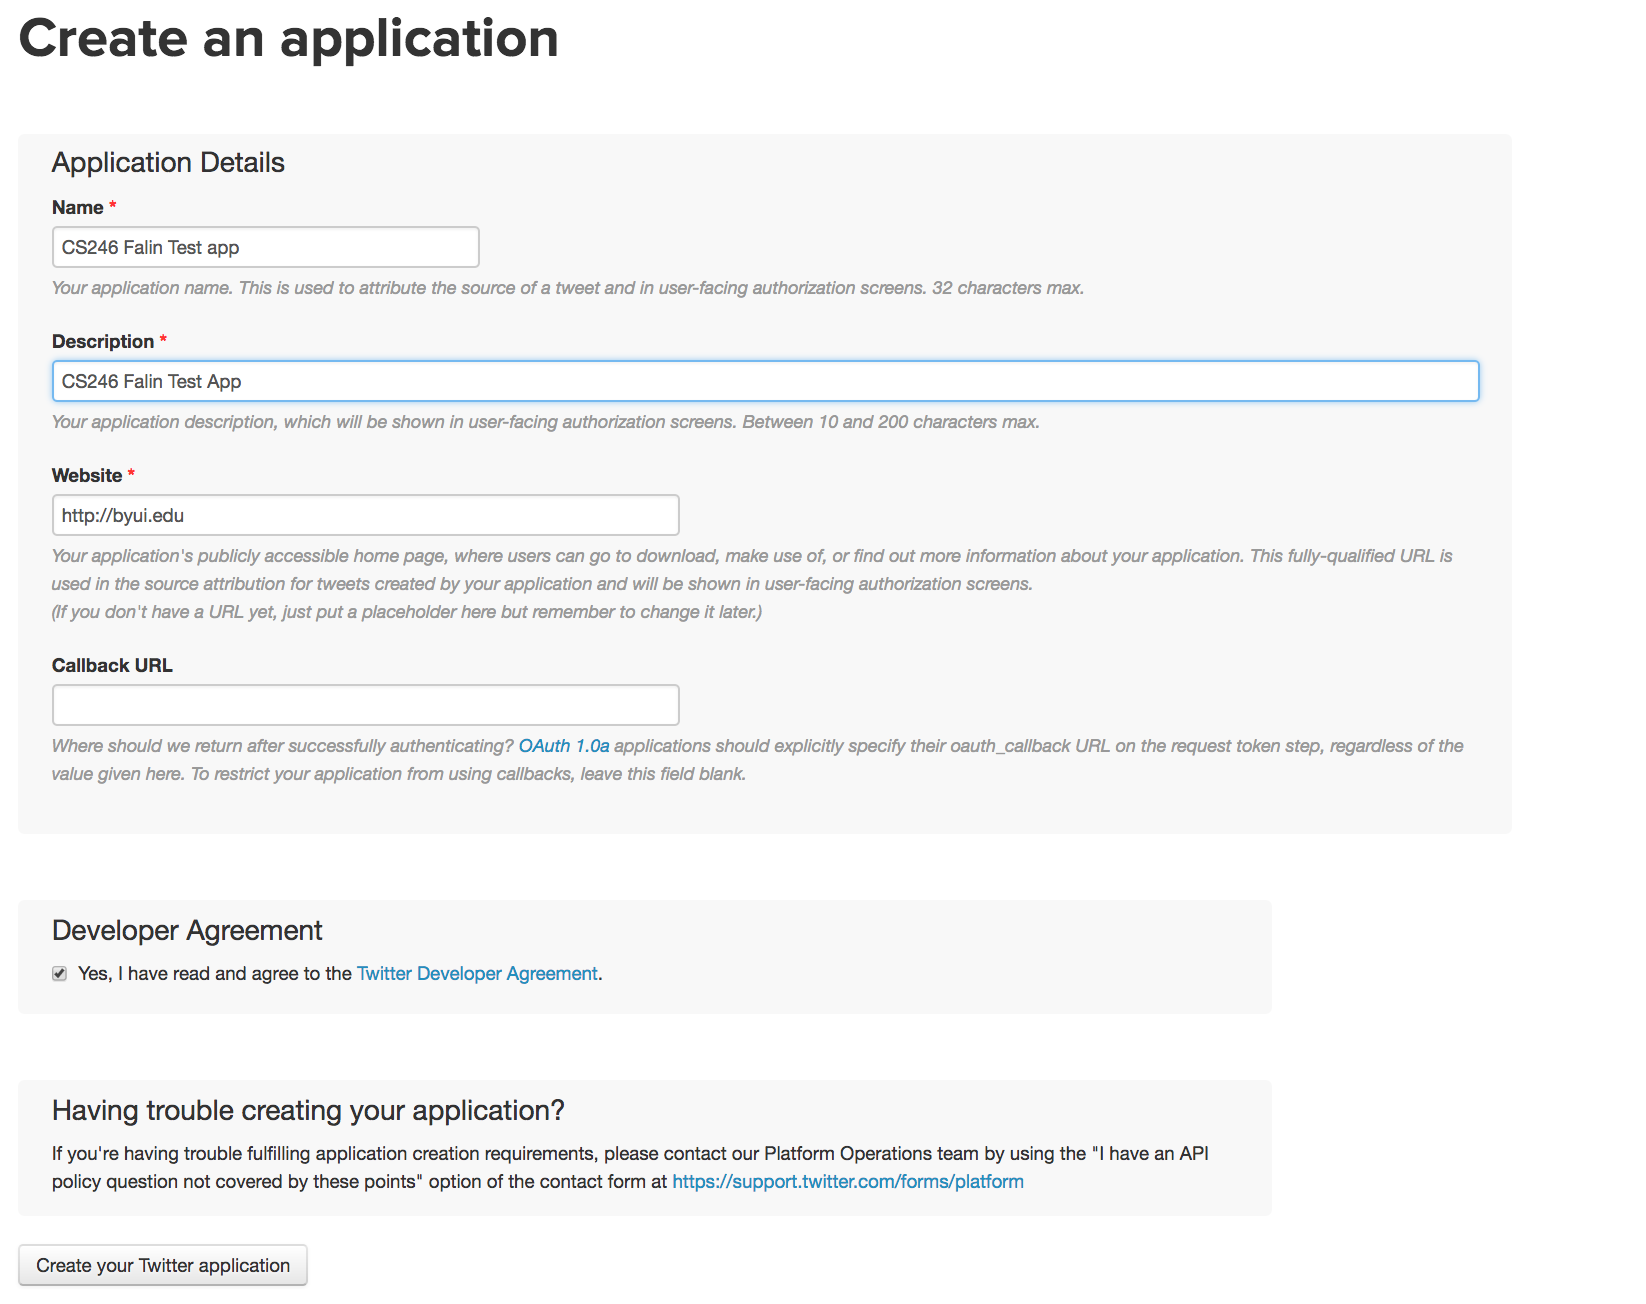 Create an application
Application Details
Name *
CS246 Falin Test app
Your application name. This is used to attribute the source of a tweet and in user-facing authorization screens. 32 characters max.
Description *
CS246 Falin Test App
Your application description, which will be shown in user-facing authorization screens. Between 10 and 200 characters max.
Website *
http://byui.edu
Your application's publicly accessible home page, where users can go to download, make use of, or find out more information about your application. This fully-qualified URL is
used in the source attribution for tweets created by your application and will be shown in user-facing authorization screens.
(If you don't have a URL yet, just put a placeholder here but remember to change it later.)
Callback URL
Where should we return after successfully authenticating? OAuth 1.0a applications should explicitly specify their oauth_callback URL on the request token step, regardless of the
value given here. To restrict your application from using callbacks, leave this field blank.
Developer Agreement
Yes, I have read and agree to the Twitter Developer Agreement.
Having trouble creating your application?
If you're having trouble fulfilling application creation requirements, please contact our Platform Operations team by using the "I have an API
policy question not covered by these points" option of the contact form at https://support.twitter.com/forms/platform
Create your Twitter application